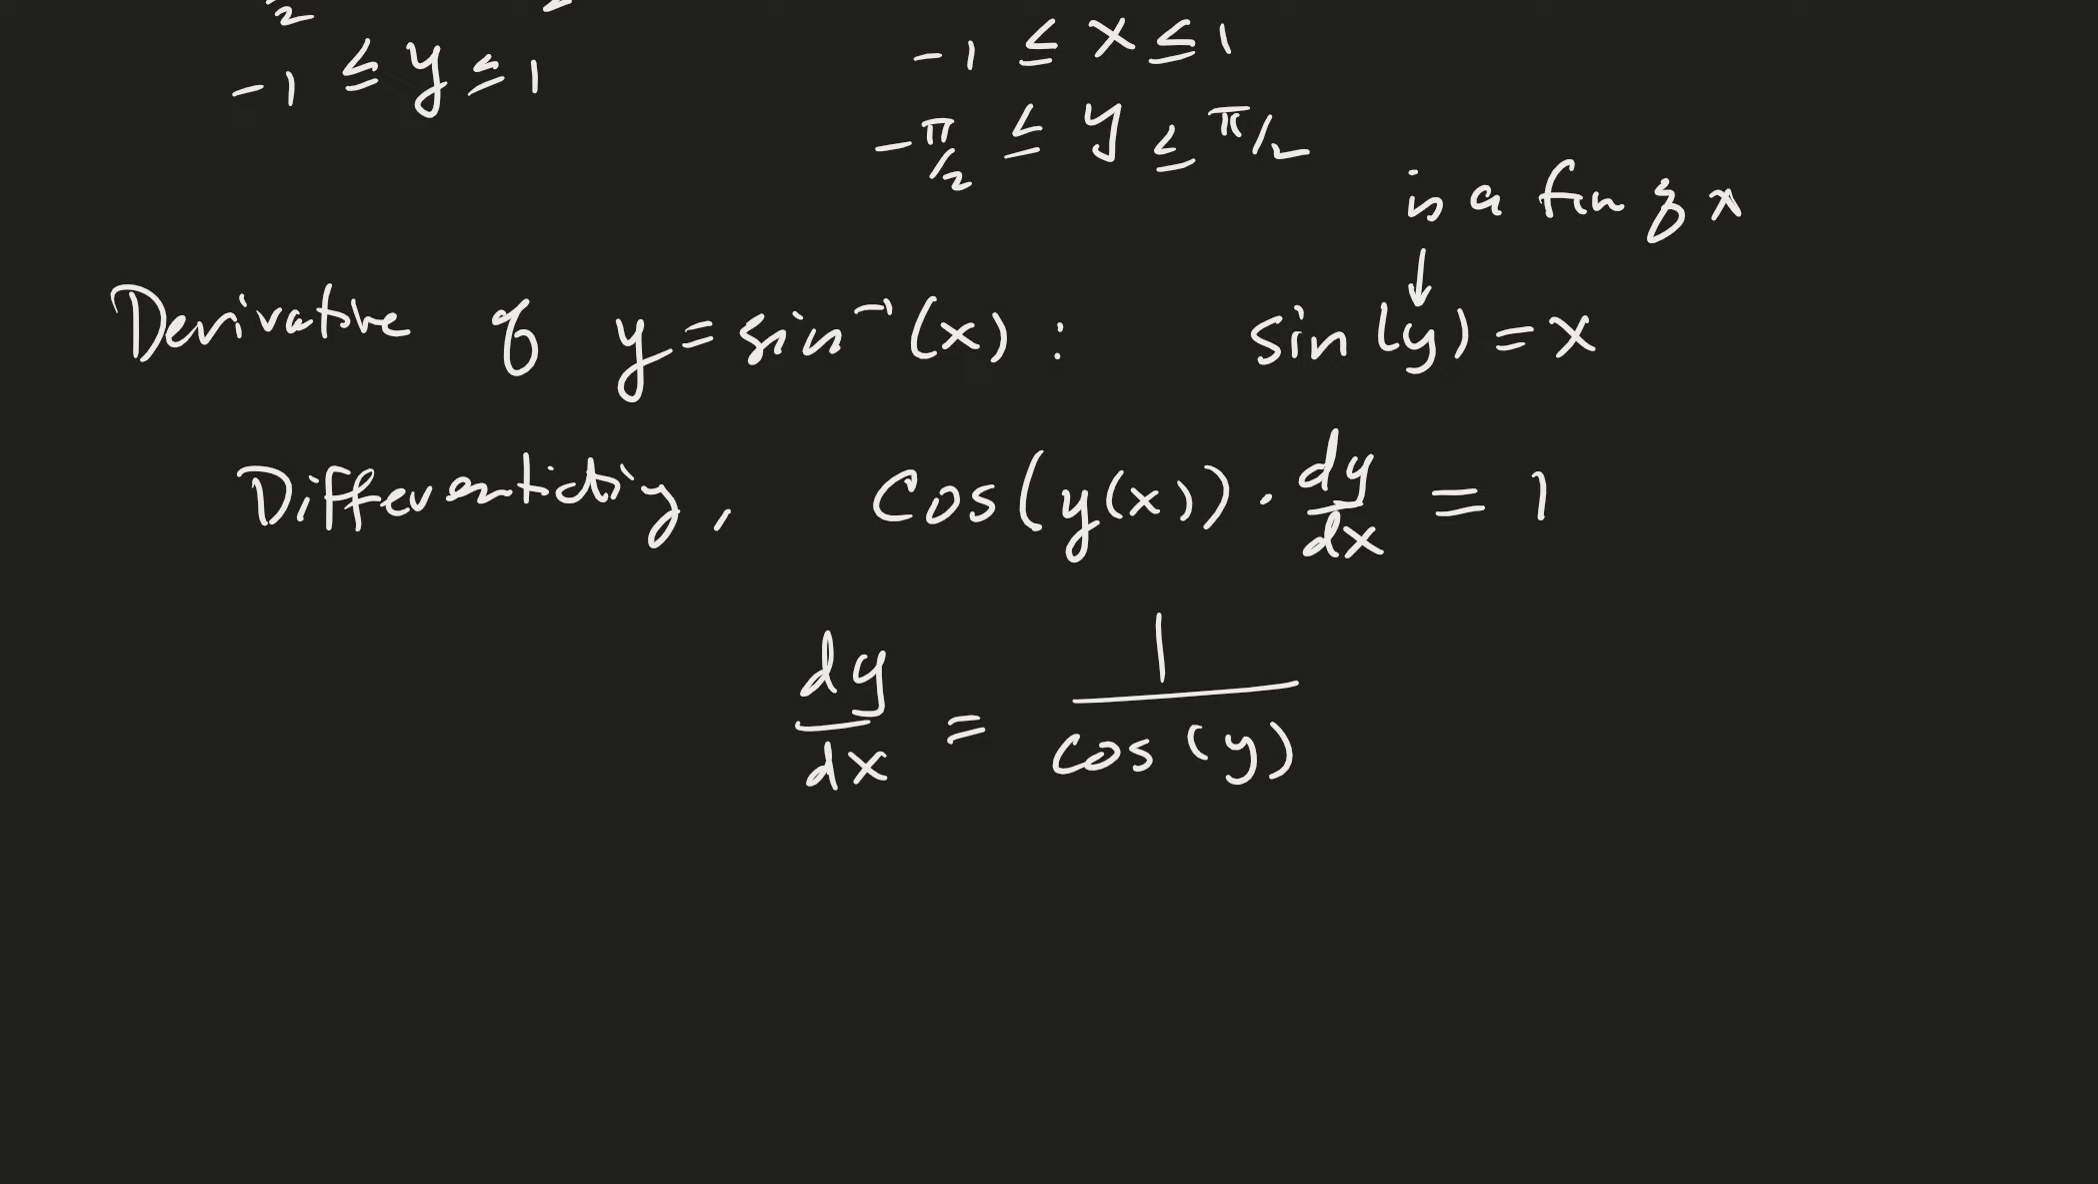 -1 ≤ y ≤ 1
-1 ≤ x ≤ 1
-π/2 ≤ y ≤ π/2
is a fcn of x
↓
Derivative of y = sin⁻¹(x) : sin(y) = x
Differentiating, cos(y(x)) · dy/dx = 1
dy/dx = 1/cos(y)